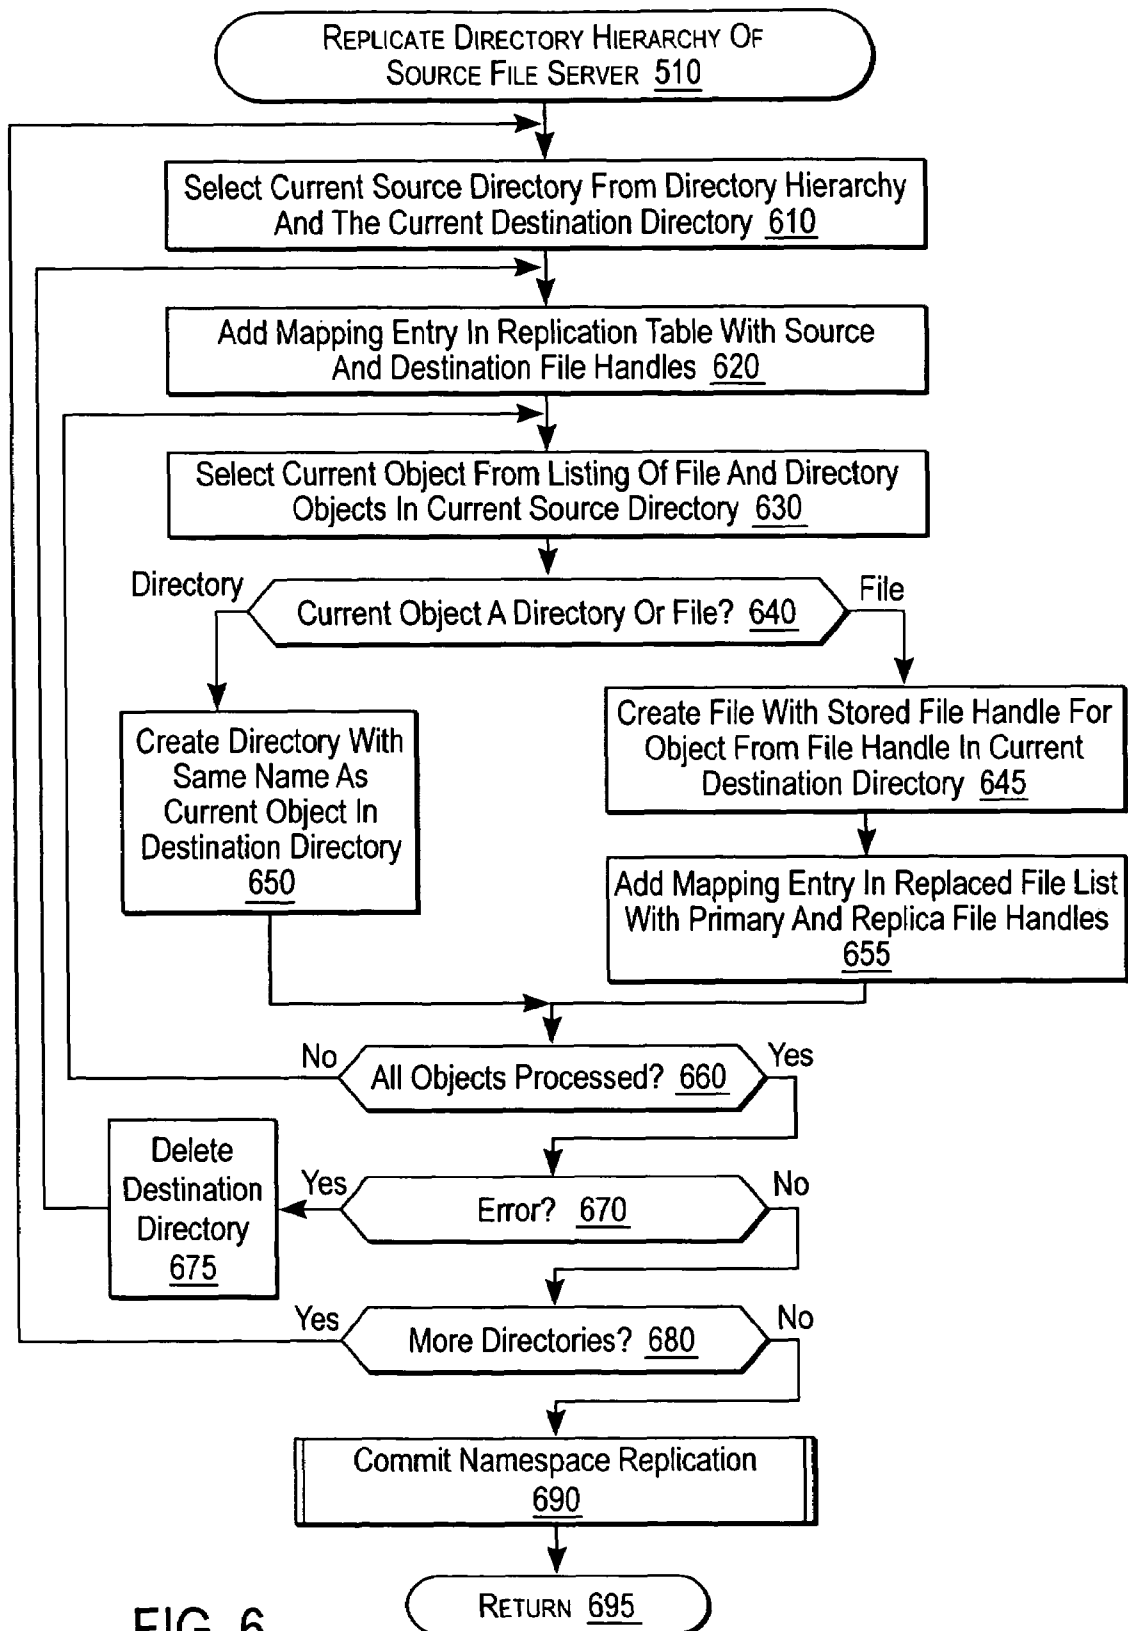 REPLICATE DIRECTORY HIERARCHY OF
SOURCE FILE SERVER 510
Select Current Source Directory From Directory Hierarchy
And The Current Destination Directory 610
Add Mapping Entry In Replication Table With Source
And Destination File Handles 620
Select Current Object From Listing Of File And Directory
Objects In Current Source Directory 630
Directory
Current Object A Directory Or File? 640
File
Create Directory With
Same Name As
Current Object In
Destination Directory
650
Create File With Stored File Handle For
Object From File Handle In Current
Destination Directory 645
Add Mapping Entry In Replaced File List
With Primary And Replica File Handles
655
No
All Objects Processed? 660
Yes
Delete
Destination
Directory
675
Yes
Error? 670
No
Yes
More Directories? 680
No
Commit Namespace Replication
690
RETURN 695
FIG. 6